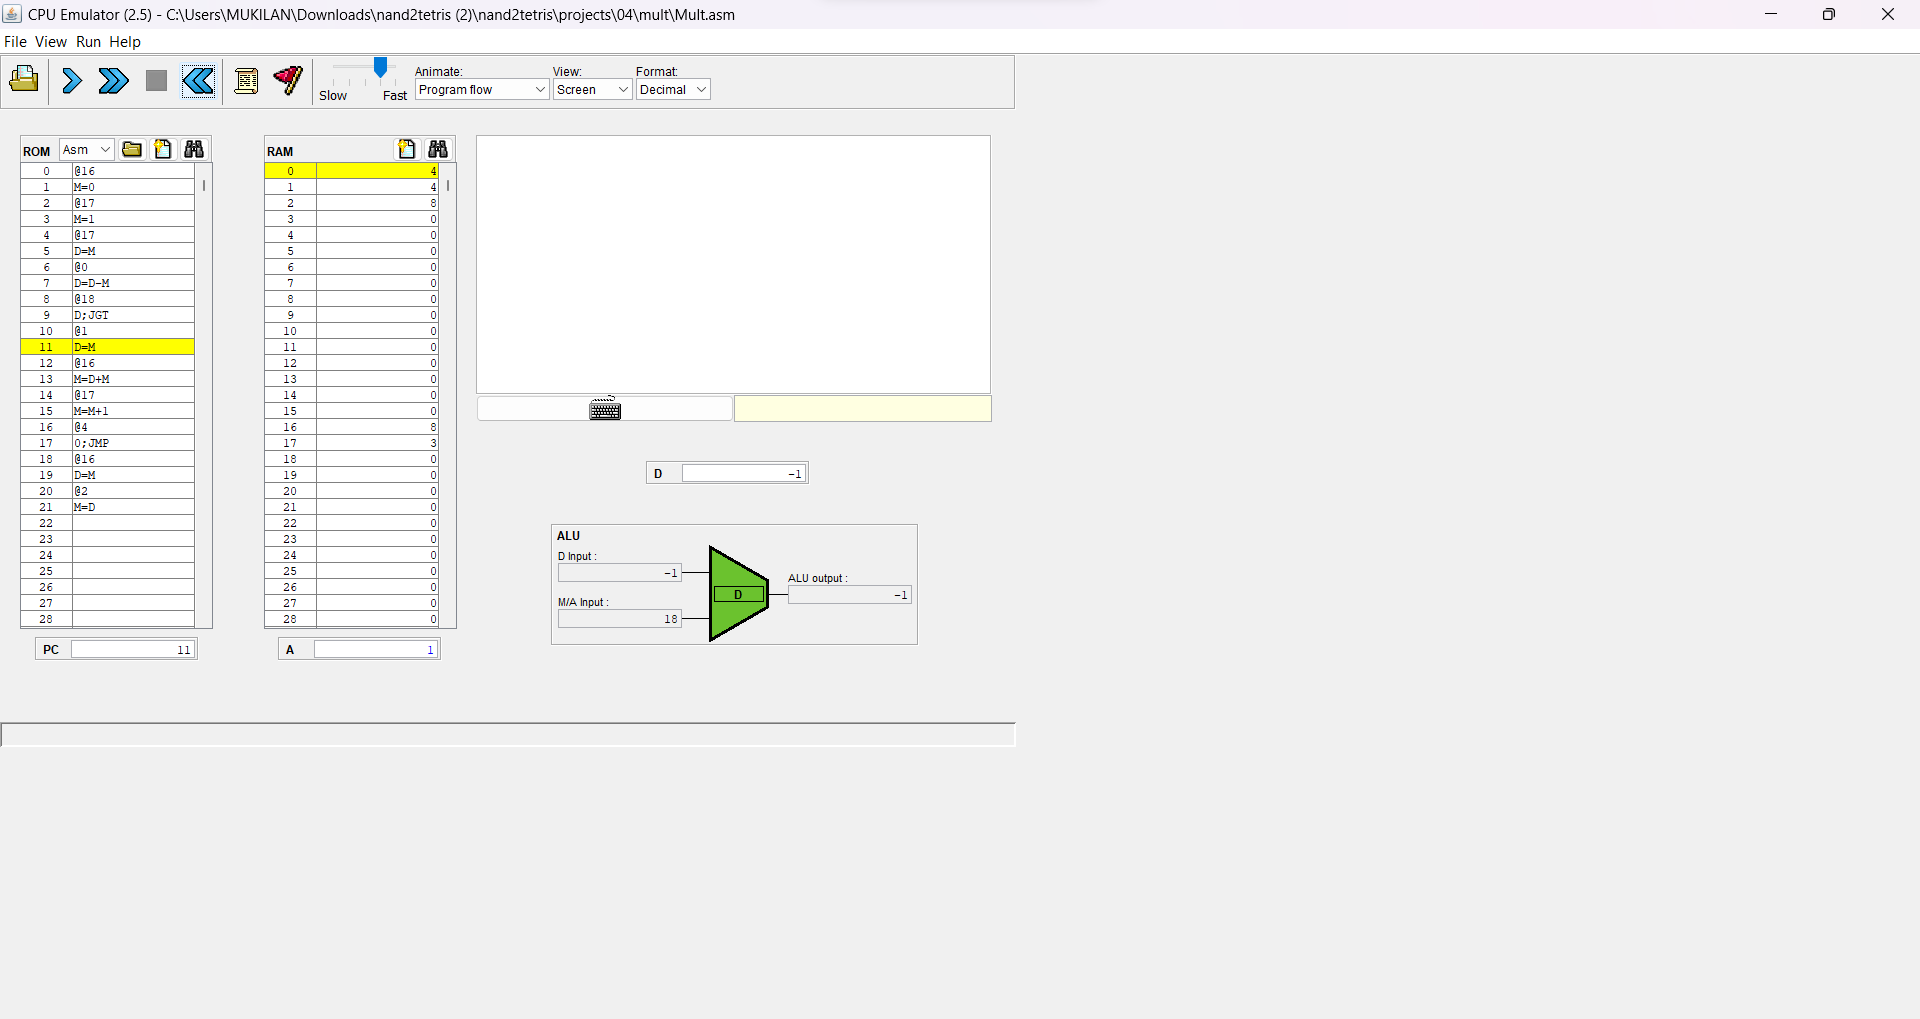 CPU Emulator (2.5) - C:\Users\MUKILAN\Downloads\nand2tetris (2)\nand2tetris\projects\04\mult\Mult.asm
File View Run Help
Slow Fast
Animate:
Program flow
View:
Screen
Format:
Decimal
ROM Asm
0 @16
1 M=0
2 @17
3 M=1
4 @17
5 D=M
6 @0
7 D=D-M
8 @18
9 D;JGT
10 @1
11 D=M
12 @16
13 M=D+M
14 @17
15 M=M+1
16 @4
17 0;JMP
18 @16
19 D=M
20 @2
21 M=D
22
23
24
25
26
27
28
PC 11
RAM
0 4
1 4
2 8
3 0
4 0
5 0
6 0
7 0
8 0
9 0
10 0
11 0
12 0
13 0
14 0
15 0
16 8
17 3
18 0
19 0
20 0
21 0
22 0
23 0
24 0
25 0
26 0
27 0
28 0
A 1
D -1
ALU
D Input :
-1
M/A Input :
18
D
ALU output :
-1